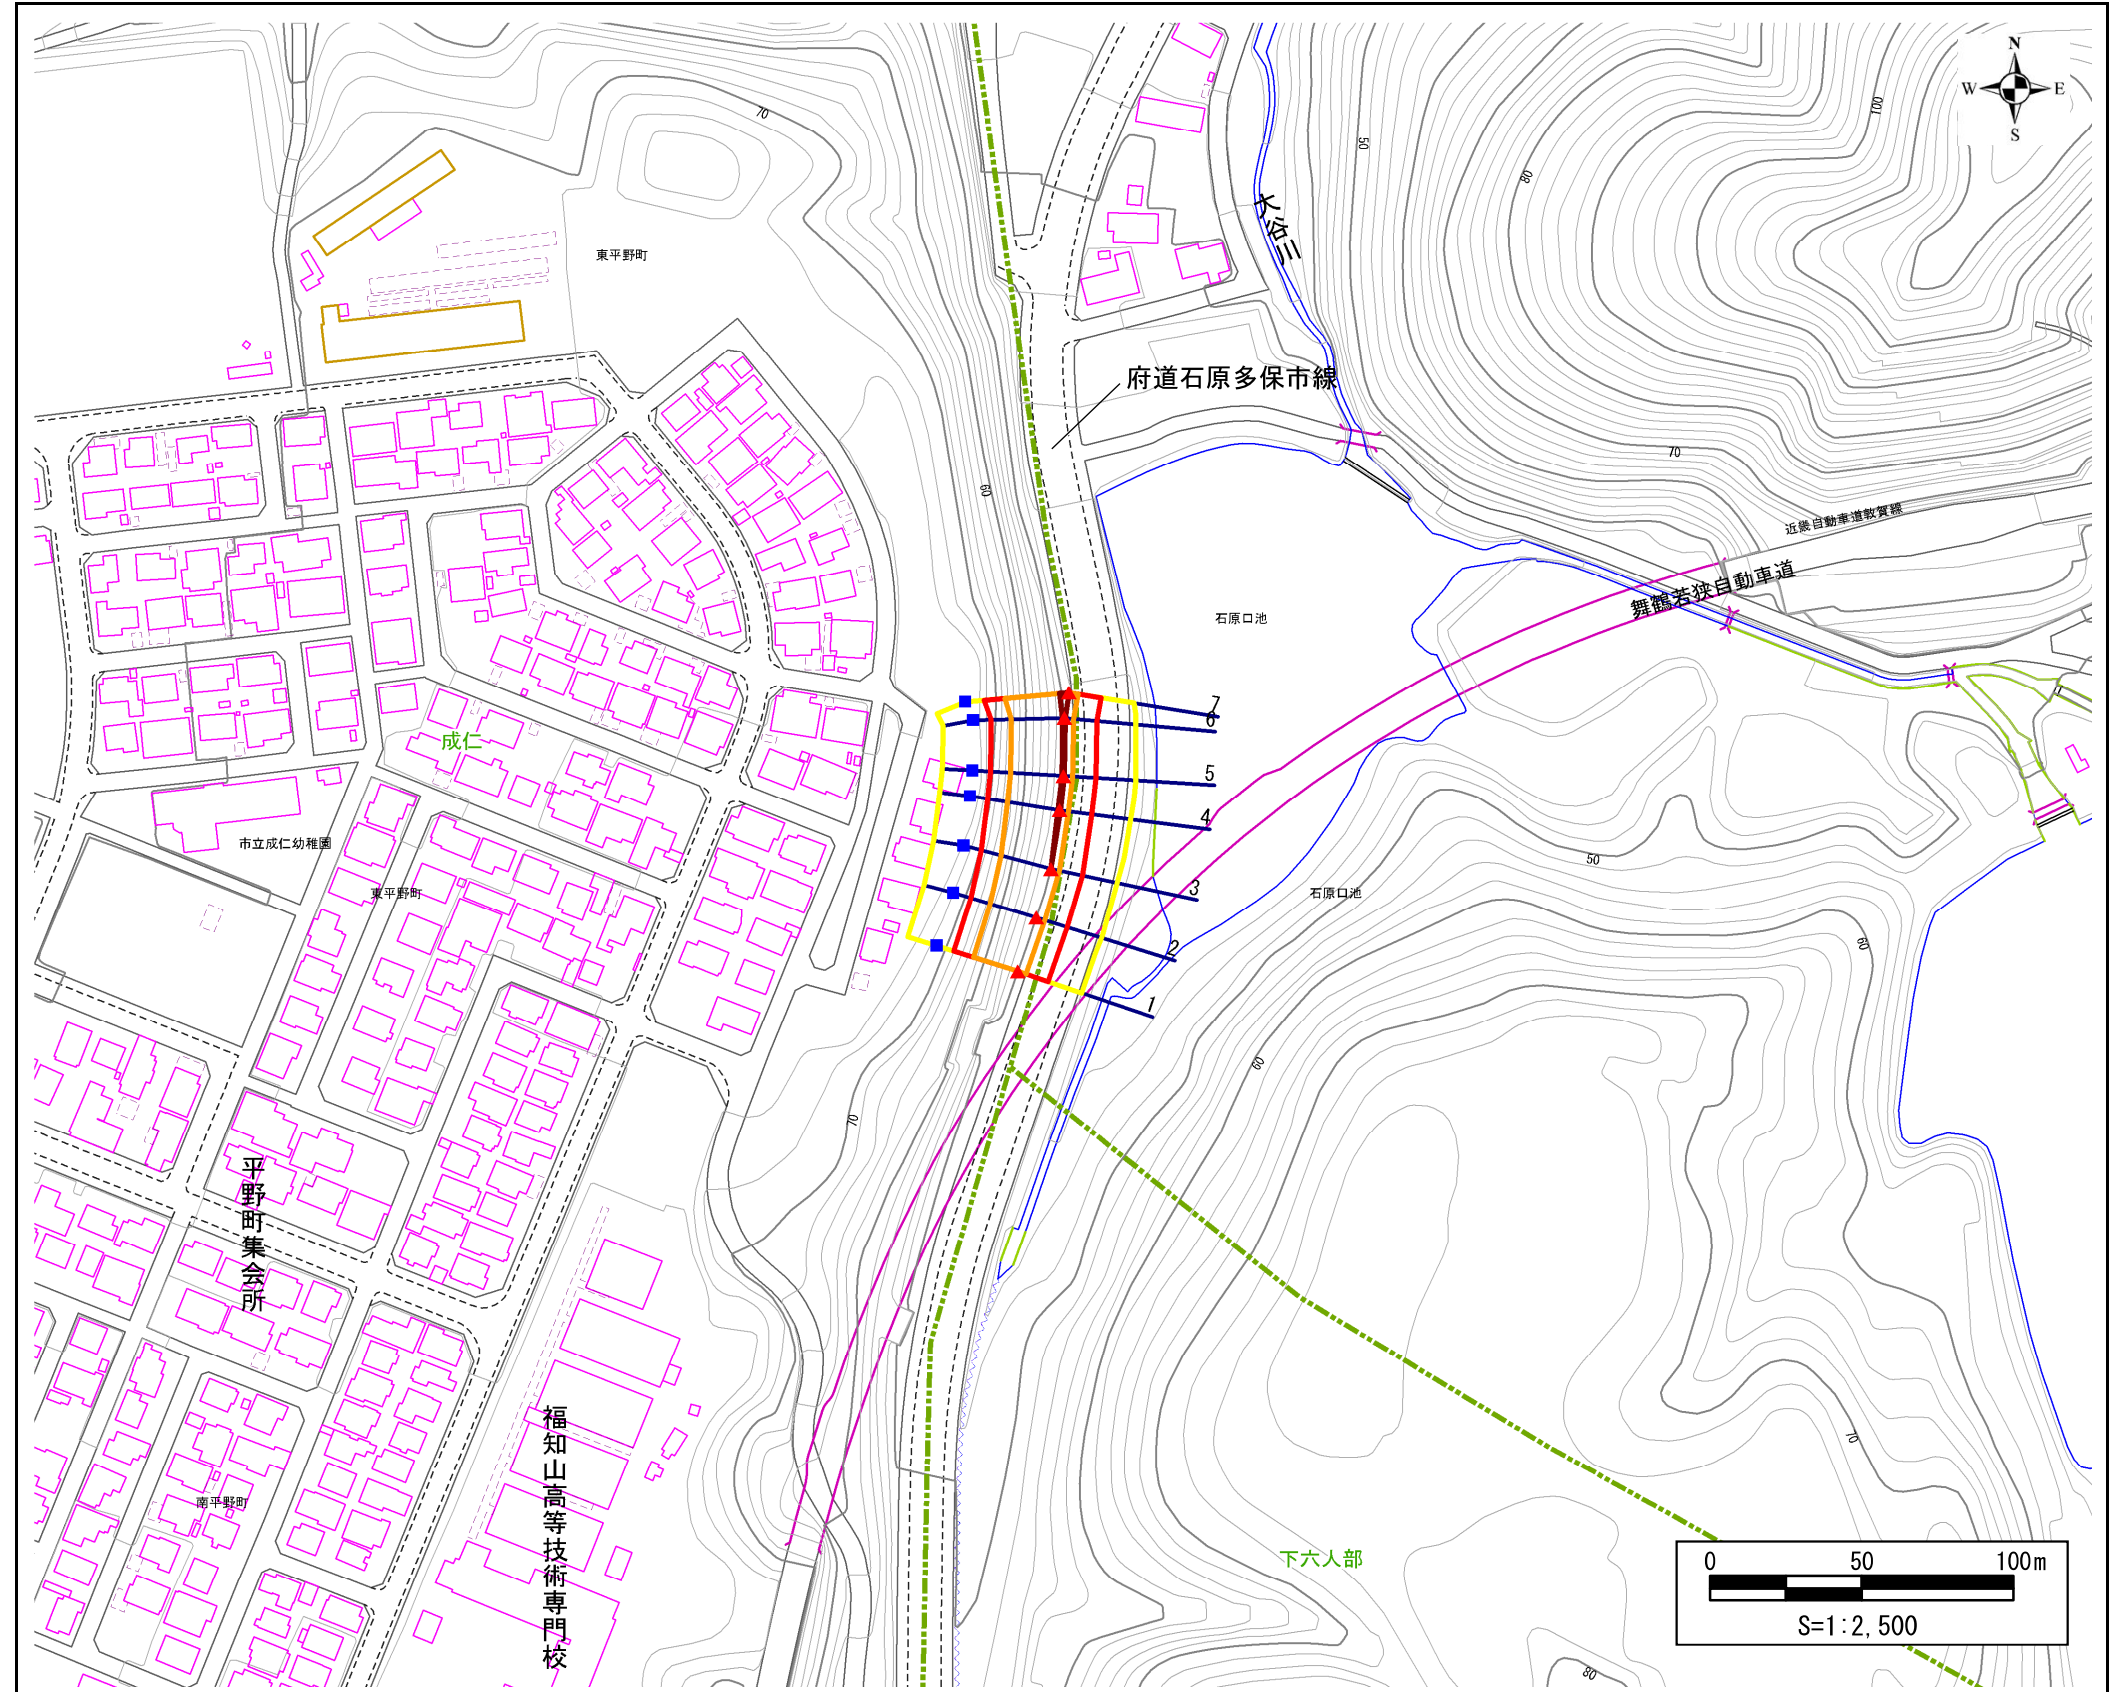 N
W E
S
70
100
50
80
大谷川
東平野町
府道石原多保市線
70
60
近畿自動車道敦賀線
舞鶴若狭自動車道
石原口池
7
6
成仁
5
4
市立成仁幼稚園
50
東平野町
3
石原口池
2
60
1
60
70
平野町集会所
福知山高等技術専門校
70
南平野町
下六人部
0 50 100m
S=1:2,500
80